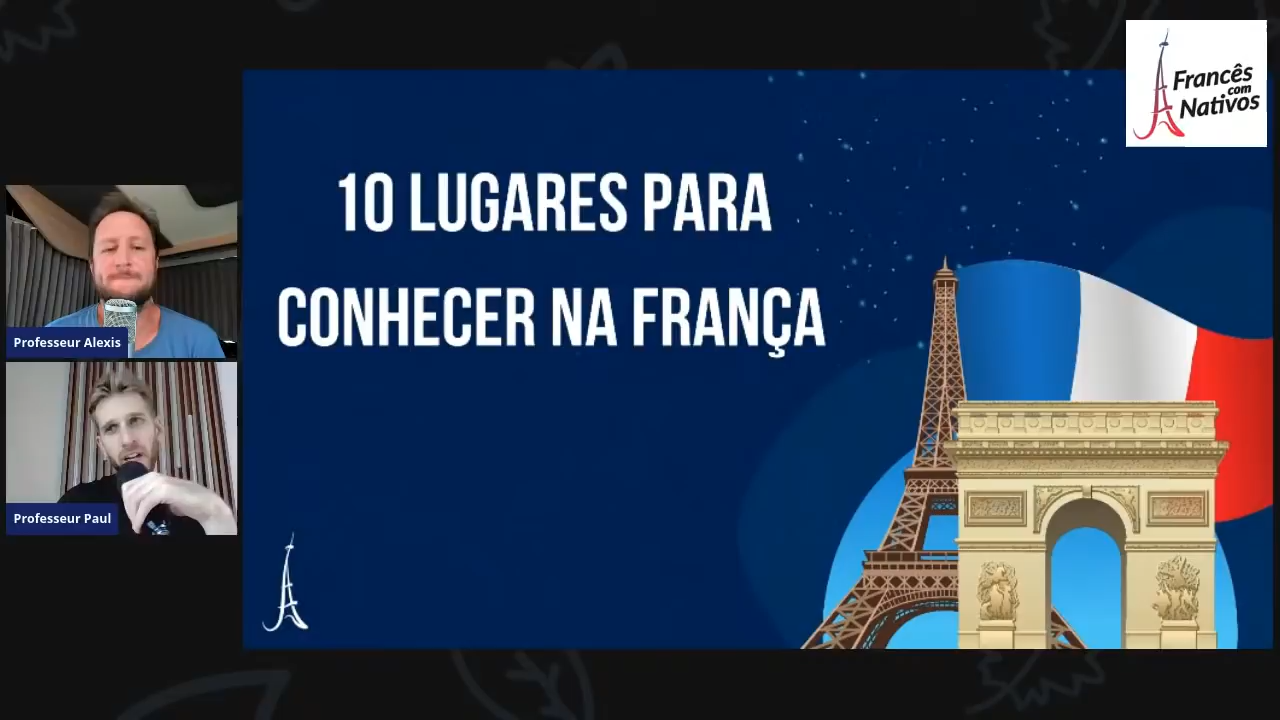 10 LUGARES PARA
CONHECER NA FRANÇA
Francês
com
Nativos
Professeur Alexis
Professeur Paul